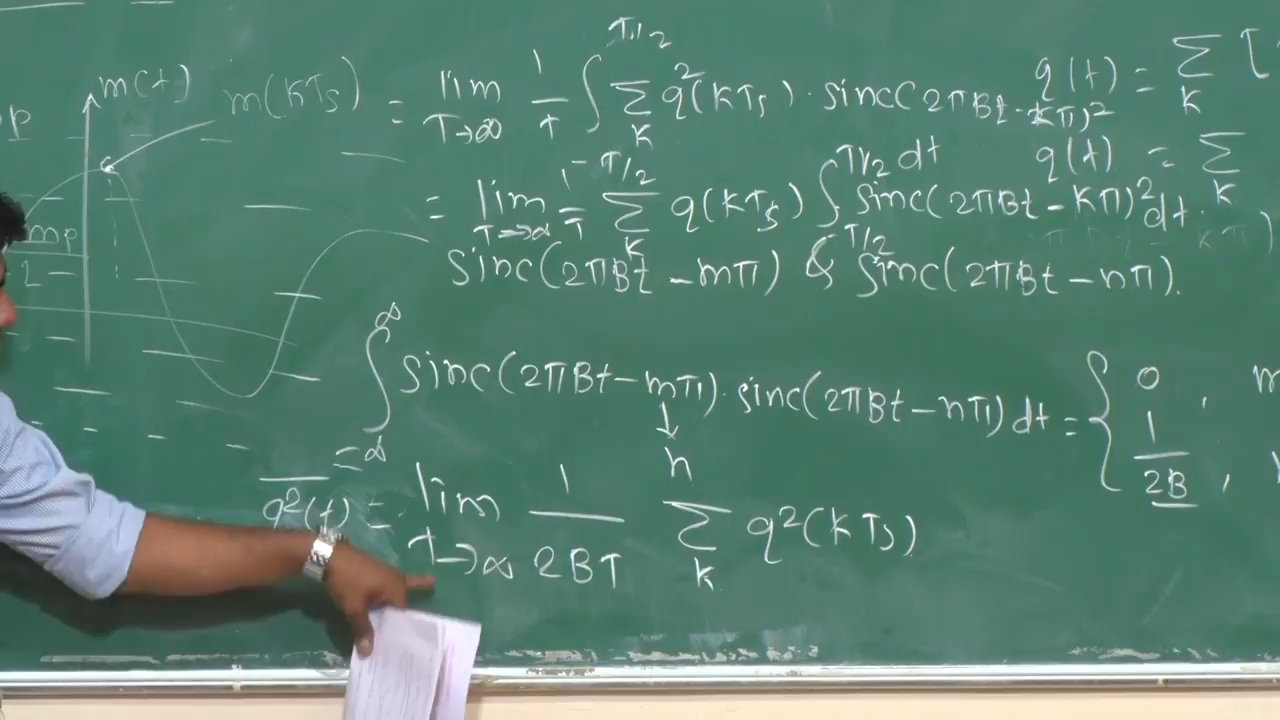 m(t) m(kTs) = lim T→∞ 1/T ∫ T/2 Σ k q²(kTs) · sinc(2πBt - kπ)² q(t) = Σ k [
p
dt q(t) = Σ k
= lim T→∞ 1/T Σ k q(kTs) ∫ T/2 -T/2 sinc(2πBt - kπ)² dt
mp
L
sinc(2πBt - mπ) & sinc(2πBt - nπ).
∫ ∞ -∞ sinc(2πBt - mπ) · sinc(2πBt - nπ) dt = { 0 , m
↓ n
1/2B ,
q²(t) = lim T→∞ 1/2BT Σ k q²(kTs)